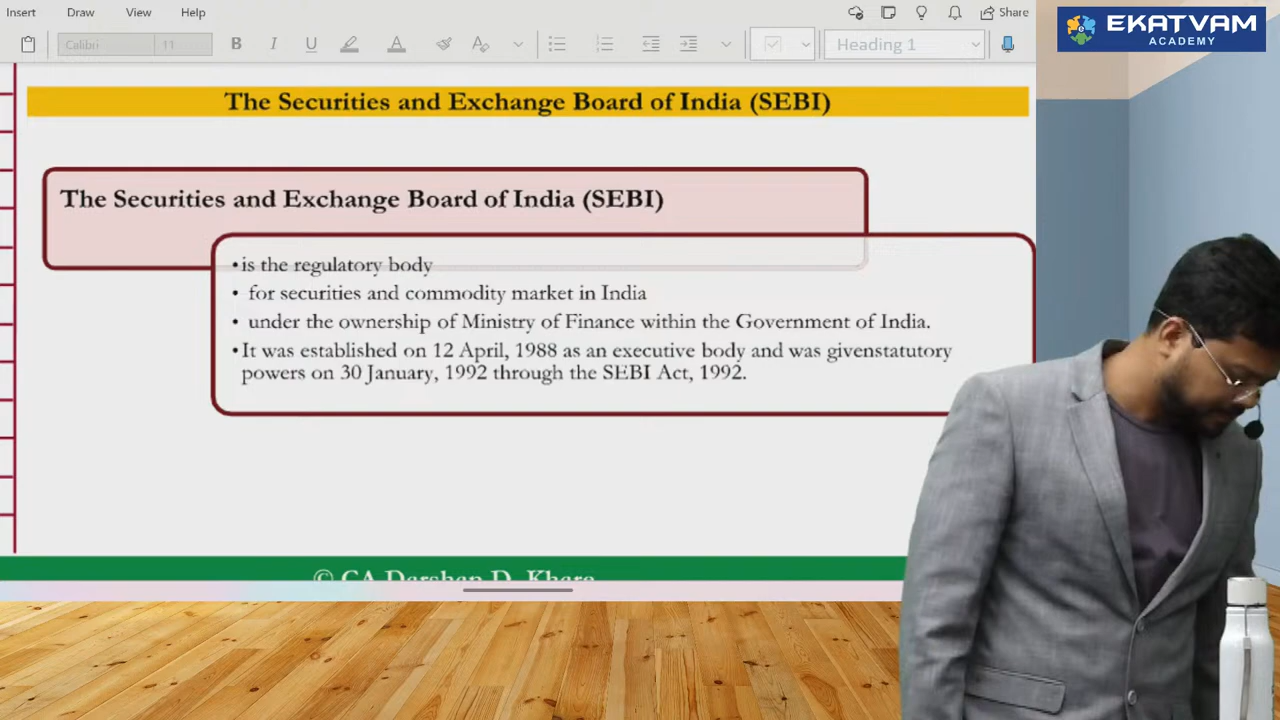 Insert Draw View Help Share
EKATVAM
ACADEMY
Calibri 11 B I U A Heading 1
The Securities and Exchange Board of India (SEBI)
The Securities and Exchange Board of India (SEBI)
•is the regulatory body
• for securities and commodity market in India
• under the ownership of Ministry of Finance within the Government of India.
•It was established on 12 April, 1988 as an executive body and was givenstatutory
powers on 30 January, 1992 through the SEBI Act, 1992.
© CA Darshan D. Khare